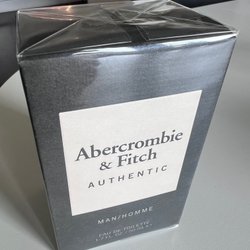 Abercrombie
& Fitch
AUTHENTIC
MAN/HOMME
EAU DE TOILETTE